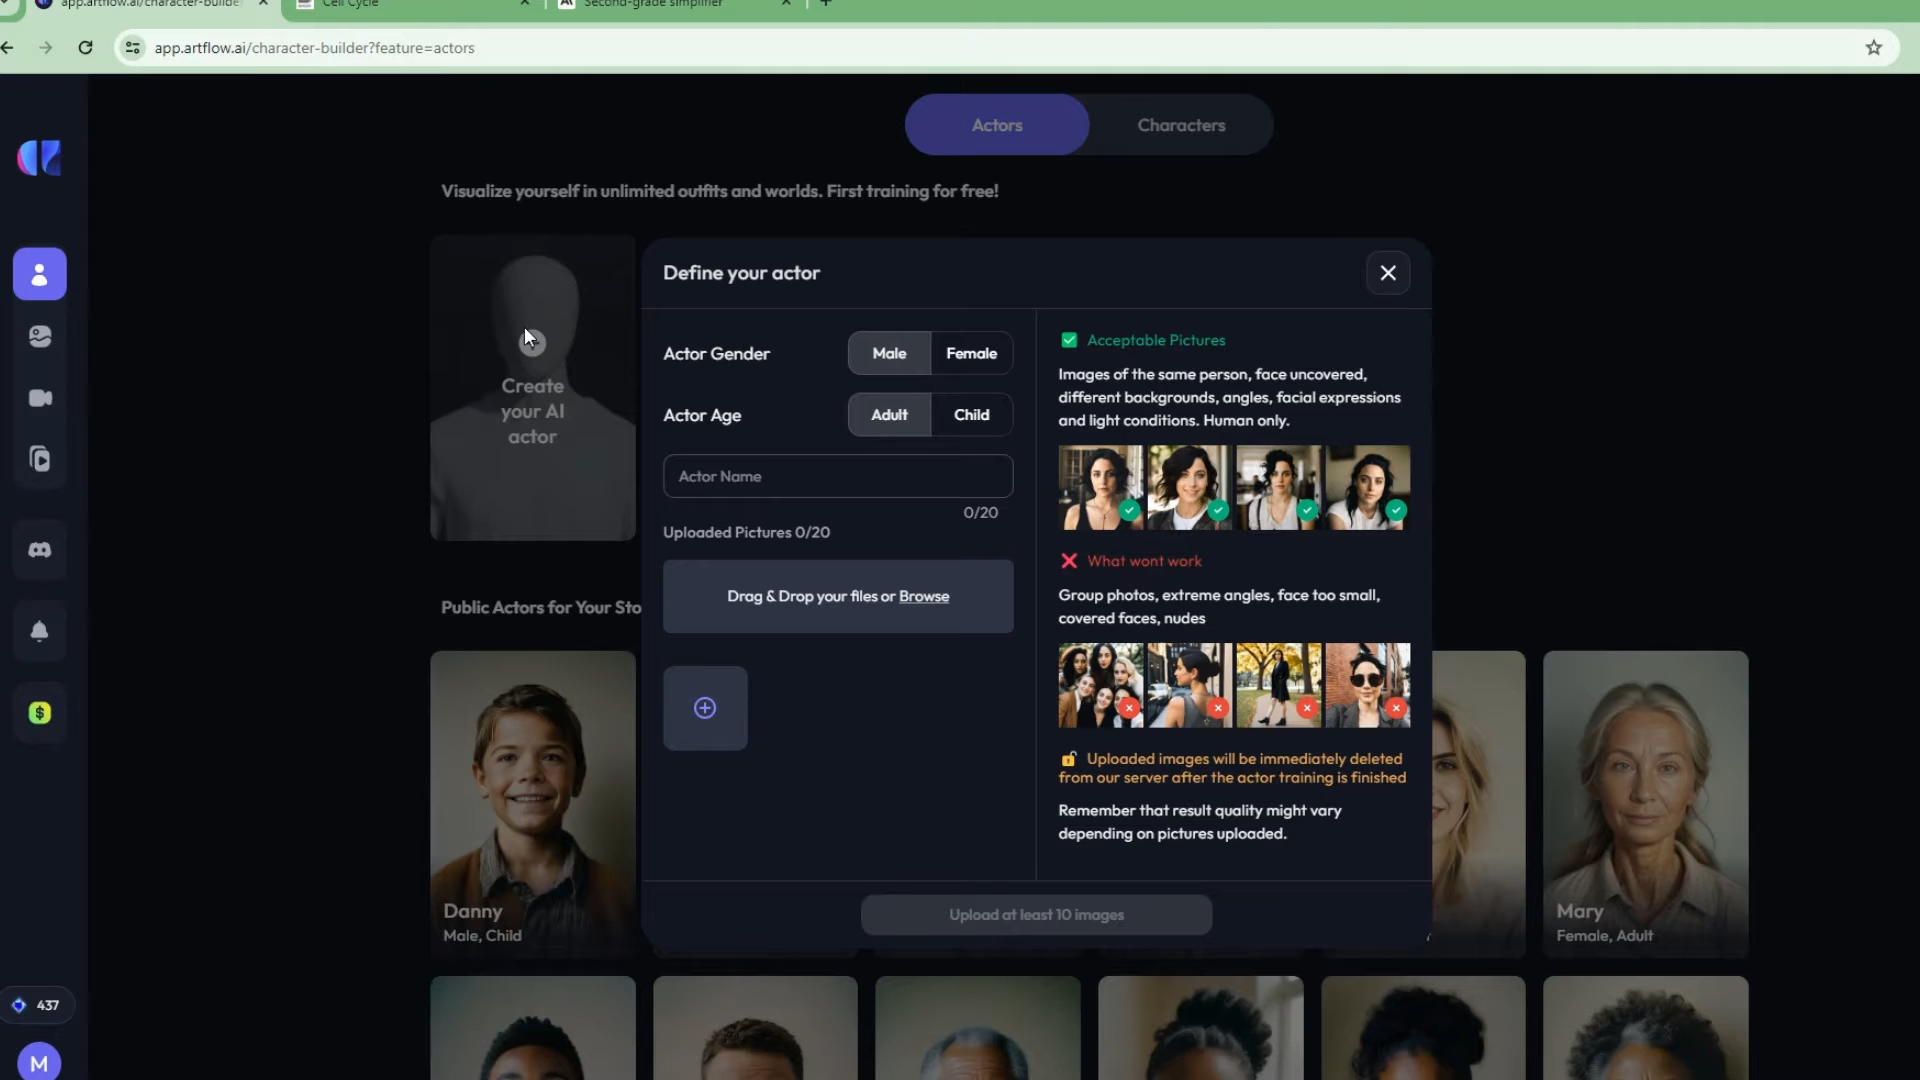 app.artflow.ai/character-builde
Cell Cycle
Second-grade simplifier
app.artflow.ai/character-builder?feature=actors
Actors
Characters
Visualize yourself in unlimited outfits and worlds. First training for free!
Create
your AI
actor
Define your actor
Actor Gender
Male
Female
Actor Age
Adult
Child
Actor Name
0/20
Uploaded Pictures 0/20
Drag & Drop your files or Browse
Acceptable Pictures
Images of the same person, face uncovered,
different backgrounds, angles, facial expressions
and light conditions. Human only.
What wont work
Group photos, extreme angles, face too small,
covered faces, nudes
Uploaded images will be immediately deleted
from our server after the actor training is finished
Remember that result quality might vary
depending on pictures uploaded.
Upload at least 10 images
Public Actors for Your Sto
Danny
Male, Child
Mary
Female, Adult
437
M